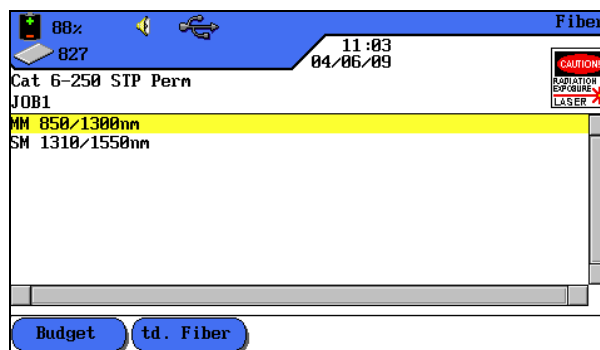 88% Fiber
827 11:03
04/06/09
CAUTION!
RADIATION
EXPOSURE
LASER
Cat 6-250 STP Perm
JOB1
MM 850/1300nm
SM 1310/1550nm
Budget td. Fiber